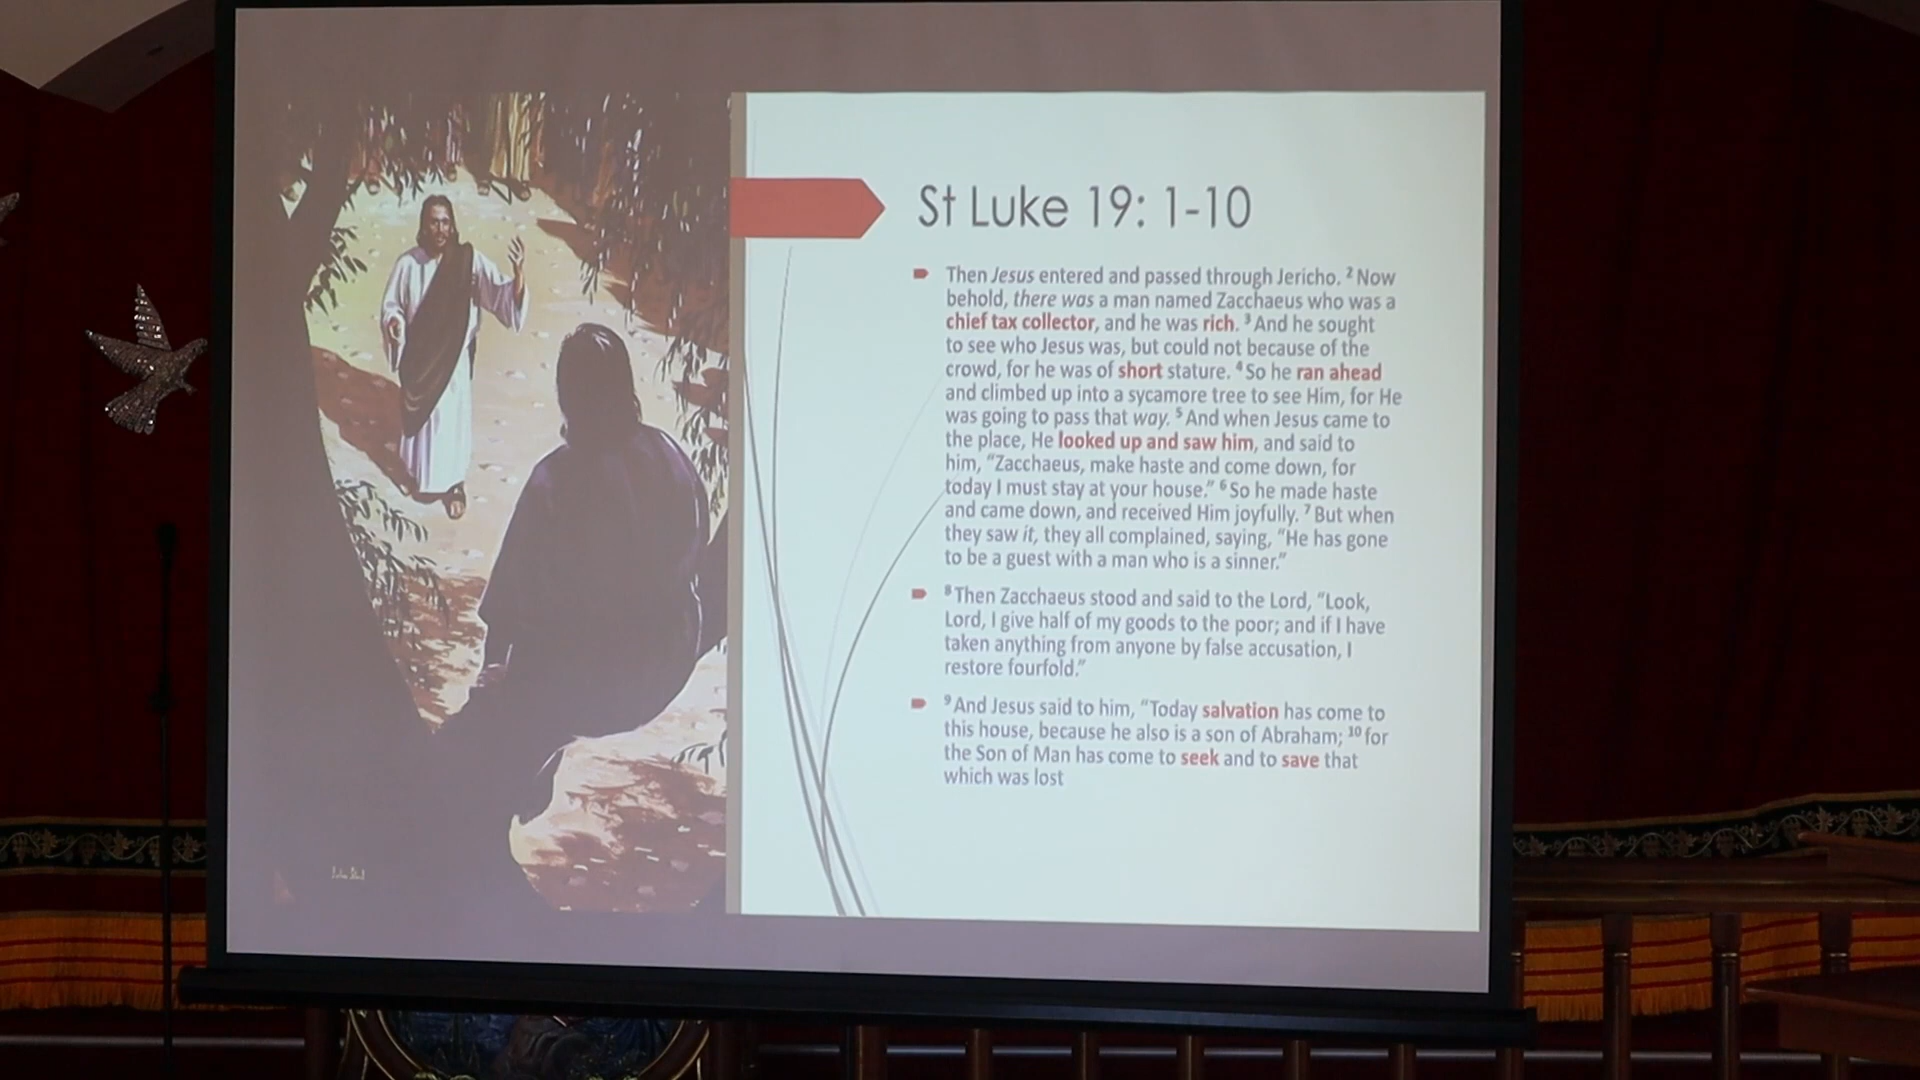 St Luke 19: 1-10
Then Jesus entered and passed through Jericho. ² Now
behold, there was a man named Zacchaeus who was a
chief tax collector, and he was rich. ³ And he sought
to see who Jesus was, but could not because of the
crowd, for he was of short stature. ⁴ So he ran ahead
and climbed up into a sycamore tree to see Him, for He
was going to pass that way. ⁵ And when Jesus came to
the place, He looked up and saw him, and said to
him, “Zacchaeus, make haste and come down, for
today I must stay at your house.” ⁶ So he made haste
and came down, and received Him joyfully. ⁷ But when
they saw it, they all complained, saying, “He has gone
to be a guest with a man who is a sinner.”
⁸ Then Zacchaeus stood and said to the Lord, “Look,
Lord, I give half of my goods to the poor; and if I have
taken anything from anyone by false accusation, I
restore fourfold.”
⁹ And Jesus said to him, “Today salvation has come to
this house, because he also is a son of Abraham; ¹⁰ for
the Son of Man has come to seek and to save that
which was lost